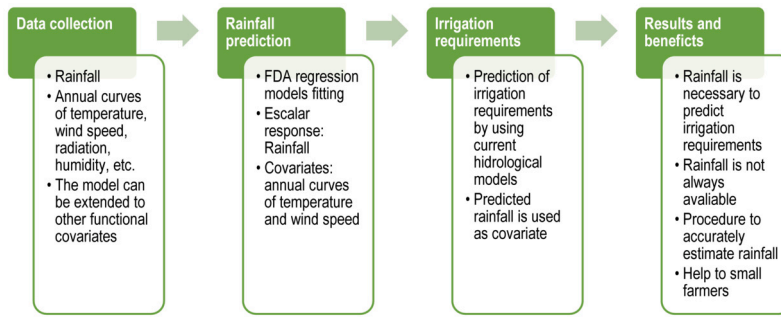 Data collection
• Rainfall
• Annual curves
of temperature,
wind speed,
radiation,
humidity, etc.
• The model can
be extended to
other functional
covariates
Rainfall
prediction
• FDA regression
models fitting
• Escalar
response:
Rainfall
• Covariates:
annual curves
of temperature
and wind speed
Irrigation
requirements
• Prediction of
irrigation
requirements
by using
current
hidrological
models
• Predicted
rainfall is used
as covariate
Results and
beneficts
• Rainfall is
necessary to
predict
irrigation
requirements
• Rainfall is not
always
avaliable
• Procedure to
accurately
estimate rainfall
• Help to small
farmers